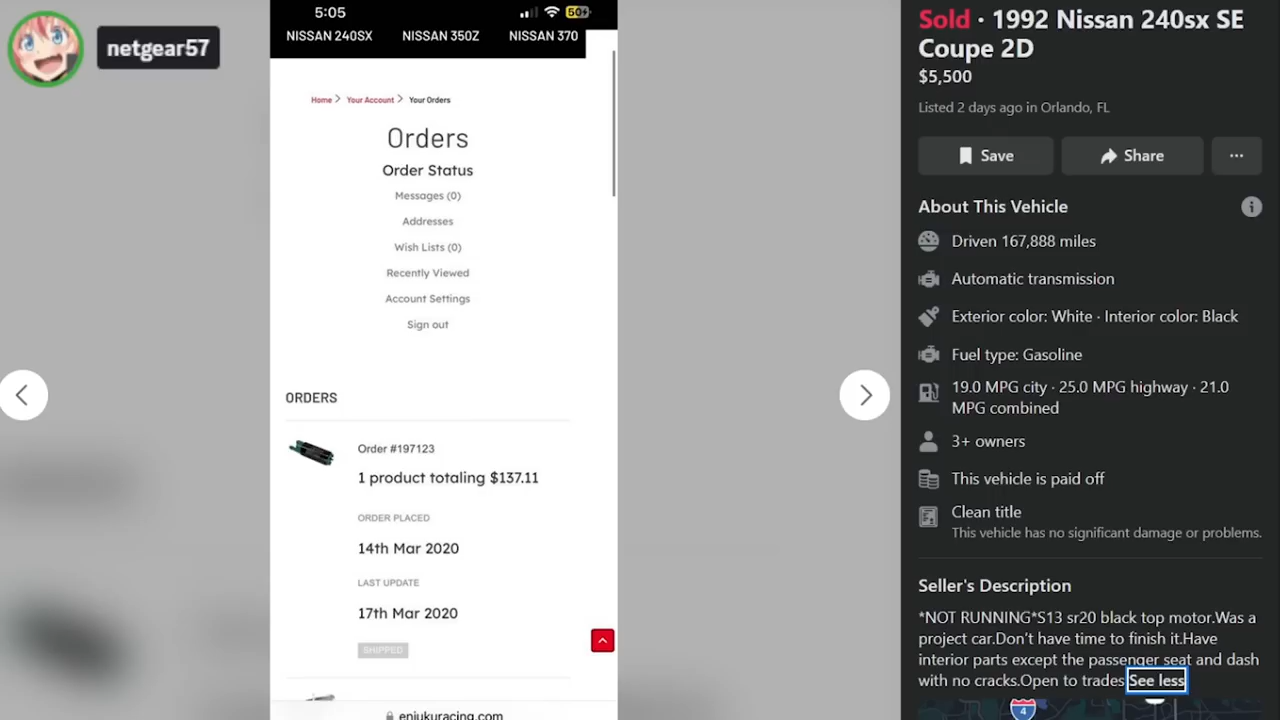 netgear57
5:05
50
NISSAN 240SX NISSAN 350Z NISSAN 370
Home > Your Account > Your Orders
Orders
Order Status
Messages (0)
Addresses
Wish Lists (0)
Recently Viewed
Account Settings
Sign out
ORDERS
Order #197123
1 product totaling $137.11
ORDER PLACED
14th Mar 2020
LAST UPDATE
17th Mar 2020
SHIPPED
enjukuracing.com
Sold · 1992 Nissan 240sx SE
Coupe 2D
$5,500
Listed 2 days ago in Orlando, FL
Save Share
About This Vehicle
Driven 167,888 miles
Automatic transmission
Exterior color: White · Interior color: Black
Fuel type: Gasoline
19.0 MPG city · 25.0 MPG highway · 21.0
MPG combined
3+ owners
This vehicle is paid off
Clean title
This vehicle has no significant damage or problems.
Seller's Description
*NOT RUNNING*S13 sr20 black top motor.Was a
project car.Don't have time to finish it.Have
interior parts except the passenger seat and dash
with no cracks.Open to trades See less
4